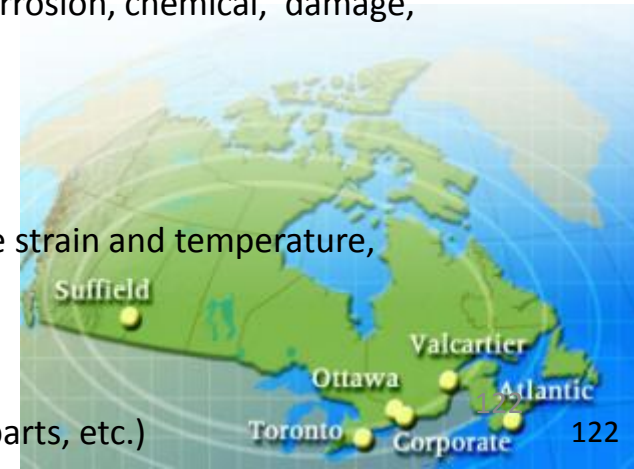 rrosion, chemical, damage,
e strain and temperature,
Suffield
Valcartier
Ottawa
Atlantic
122
parts, etc.)
Toronto
Corporate
122